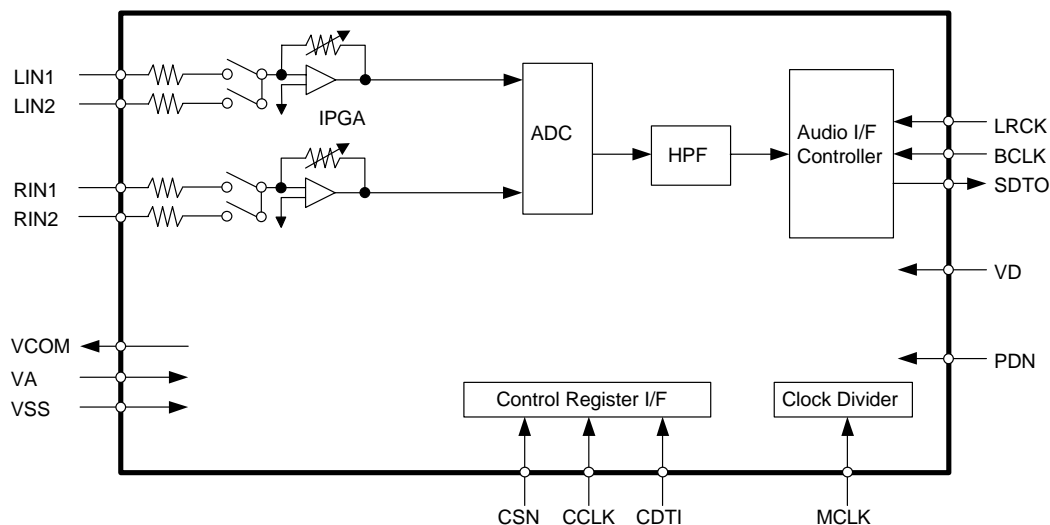 LIN1
LIN2
IPGA
RIN1
RIN2
ADC
HPF
Audio I/F
Controller
LRCK
BCLK
SDTO
VD
VCOM
VA
VSS
PDN
Control Register I/F
Clock Divider
CSN
CCLK
CDTI
MCLK